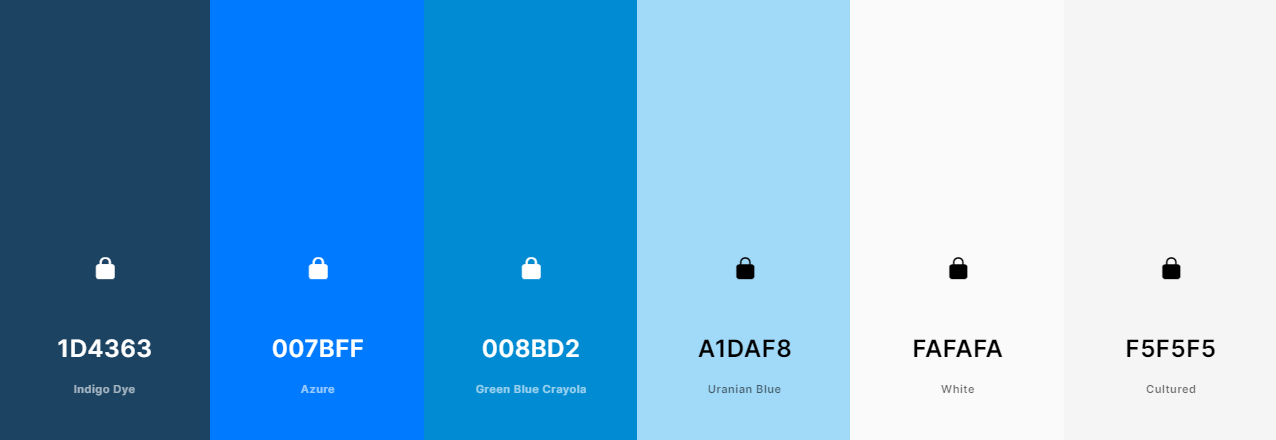 1D4363
007BFF
008BD2
A1DAF8
FAFAFA
F5F5F5
Indigo Dye
Azure
Green Blue Crayola
Uranian Blue
White
Cultured